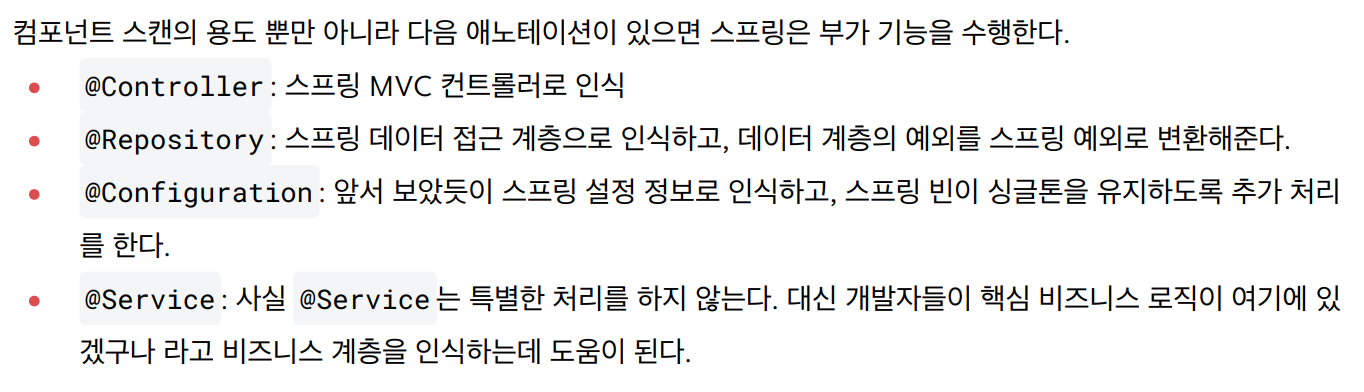 컴포넌트 스캔의 용도 뿐만 아니라 다음 애노테이션이 있으면 스프링은 부가 기능을 수행한다.
@Controller : 스프링 MVC 컨트롤러로 인식
@Repository : 스프링 데이터 접근 계층으로 인식하고, 데이터 계층의 예외를 스프링 예외로 변환해준다.
@Configuration : 앞서 보았듯이 스프링 설정 정보로 인식하고, 스프링 빈이 싱글톤을 유지하도록 추가 처리
를 한다.
@Service : 사실 @Service 는 특별한 처리를 하지 않는다. 대신 개발자들이 핵심 비즈니스 로직이 여기에 있
겠구나 라고 비즈니스 계층을 인식하는데 도움이 된다.